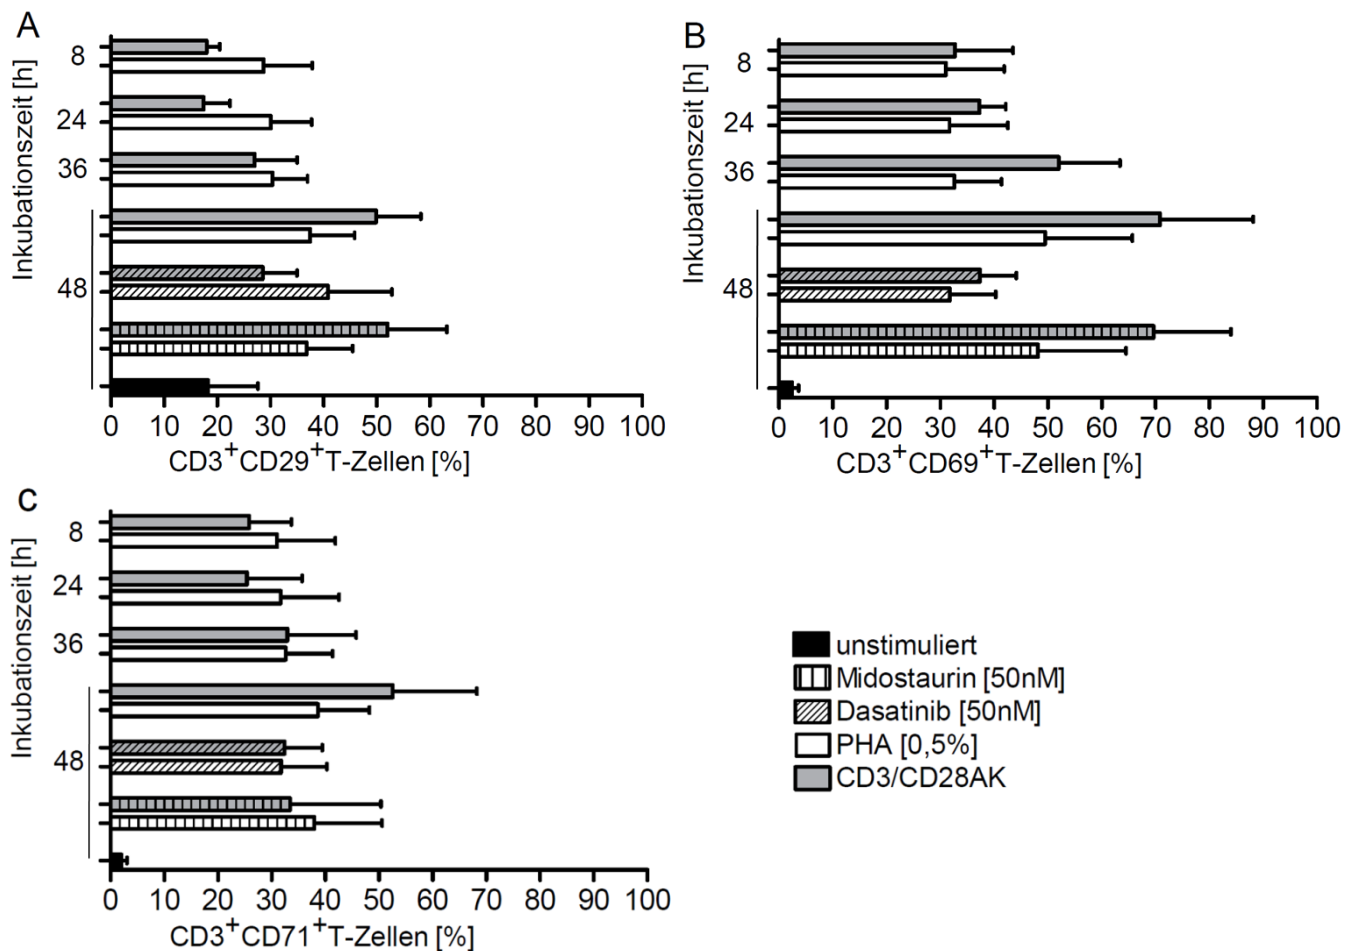 A
Inkubationszeit [h]
8
24
36
48
0 10 20 30 40 50 60 70 80 90 100
CD3⁺CD29⁺T-Zellen [%]
B
Inkubationszeit [h]
8
24
36
48
0 10 20 30 40 50 60 70 80 90 100
CD3⁺CD69⁺T-Zellen [%]
C
Inkubationszeit [h]
8
24
36
48
0 10 20 30 40 50 60 70 80 90 100
CD3⁺CD71⁺T-Zellen [%]
unstimuliert
Midostaurin [50nM]
Dasatinib [50nM]
PHA [0,5%]
CD3/CD28AK